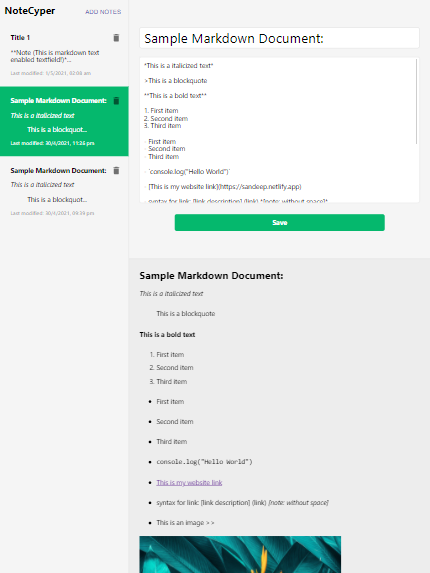 NoteCyper
ADD NOTES
Title 1
**Note (This is markdown text
enabled textfield!)*...
Last modified: 1/5/2021, 02:08 am
Sample Markdown Document:
This is a italicized text
This is a blockquot...
Last modified: 30/4/2021, 11:26 pm
Sample Markdown Document:
This is a italicized text
This is a blockquot...
Last modified: 30/4/2021, 09:39 pm
Sample Markdown Document:
*This is a italicized text*
>This is a blockquote
**This is a bold text**
1. First item
2. Second item
3. Third item
- First item
- Second item
- Third item
- `console.log("Hello World")`
- [This is my website link](https://sandeep.netlify.app)
- syntax for link: [link description] (link) *[note: without space]*
Save
Sample Markdown Document:
This is a italicized text
This is a blockquote
This is a bold text
1. First item
2. Second item
3. Third item
• First item
• Second item
• Third item
• console.log("Hello World")
• This is my website link
• syntax for link: [link description] (link) [note: without space]
• This is an image >>